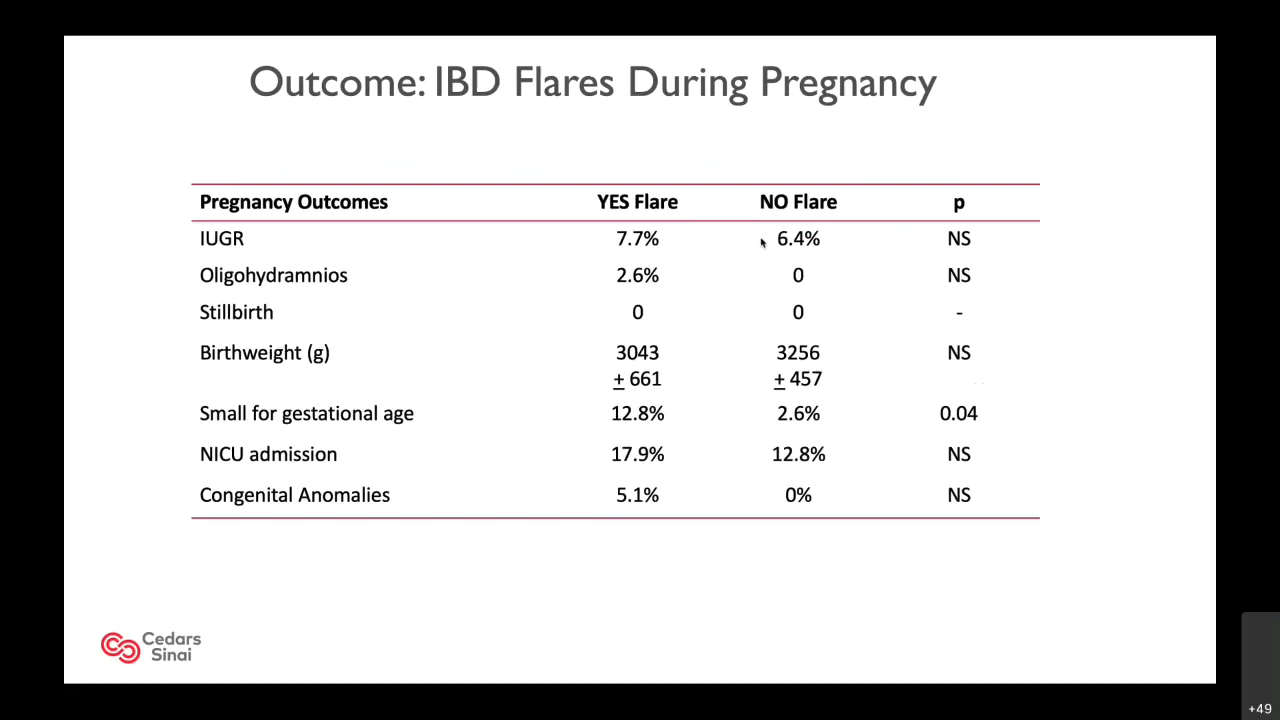 Outcome: IBD Flares During Pregnancy
Pregnancy Outcomes YES Flare NO Flare p
IUGR 7.7% 6.4% NS
Oligohydramnios 2.6% 0 NS
Stillbirth 0 0 -
Birthweight (g) 3043 3256 NS
± 661 ± 457
Small for gestational age 12.8% 2.6% 0.04
NICU admission 17.9% 12.8% NS
Congenital Anomalies 5.1% 0% NS
Cedars
Sinai
+49